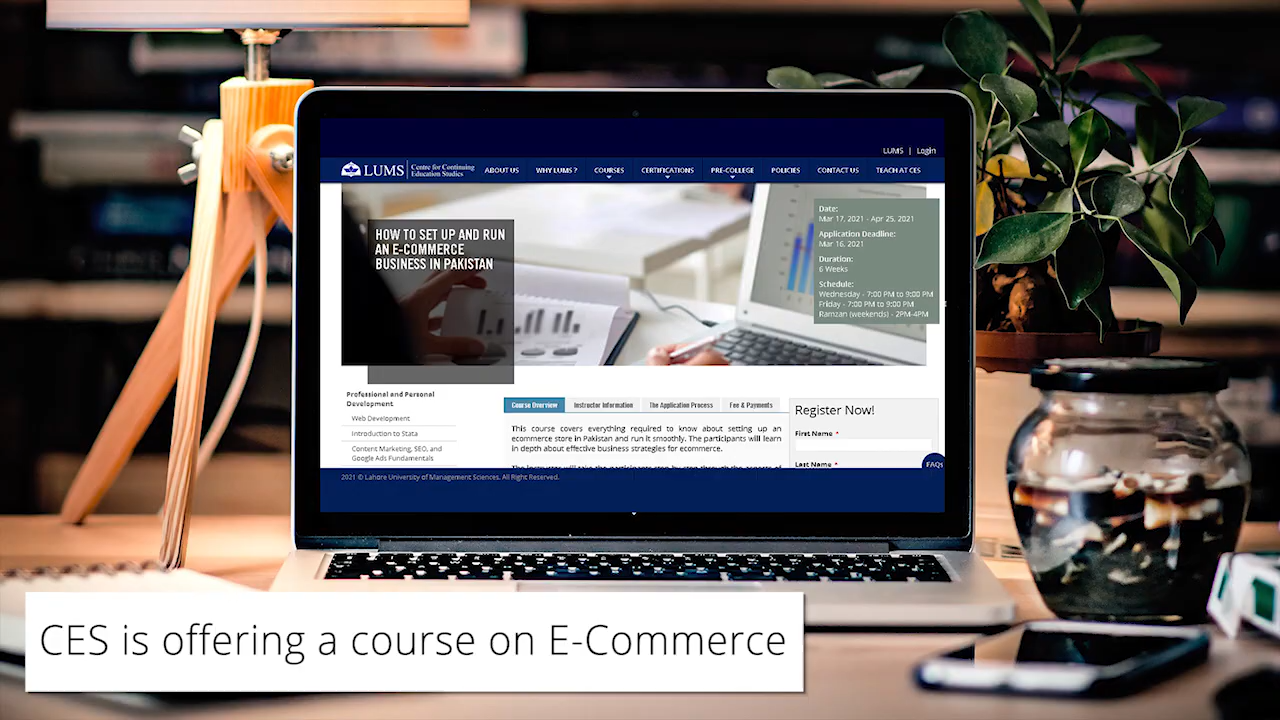 LUMS | Login
LUMS
Centre for Continuing
Education Studies
ABOUT US
WHY LUMS ?
COURSES
CERTIFICATIONS
PRE-COLLEGE
POLICIES
CONTACT US
TEACH AT CES
HOW TO SET UP AND RUN
AN E-COMMERCE
BUSINESS IN PAKISTAN
Date:
Mar 17, 2021 - Apr 25, 2021
Application Deadline:
Mar 16, 2021
Duration:
6 Weeks
Schedule:
Wednesday - 7:00 PM to 9:00 PM
Friday - 7:00 PM to 9:00 PM
Ramzan (weekends) - 2PM-4PM
Professional and Personal
Development
Web Development
Introduction to Stata
Content Marketing, SEO, and
Google Ads Fundamentals
Course Overview
Instructor Information
The Application Process
Fee & Payments
This course covers everything required to know about setting up an
ecommerce store in Pakistan and run it smoothly. The participants will learn
in depth about effective business strategies for ecommerce.
Register Now!
First Name *
Last Name *
FAQs
2021 © Lahore University of Management Sciences. All Right Reserved.
CES is offering a course on E-Commerce